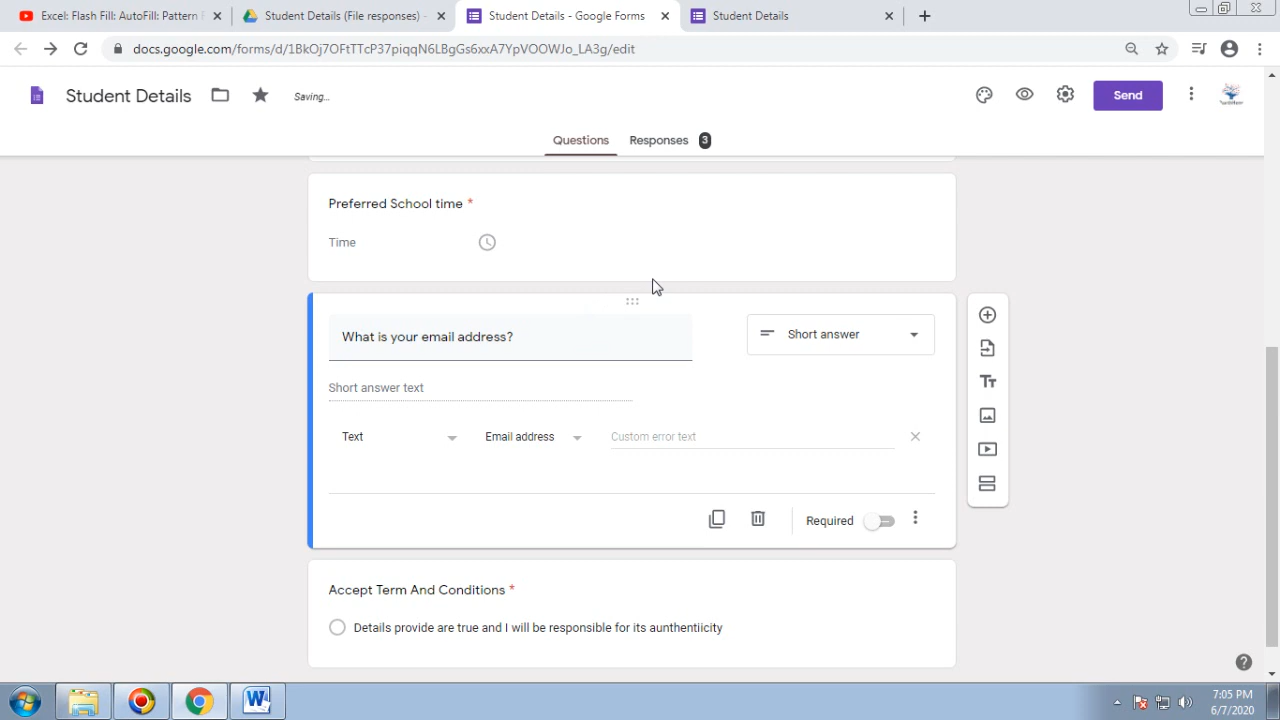 Excel: Flash Fill: AutoFill: Pattern
Student Details (File responses) -
Student Details - Google Forms
Student Details
docs.google.com/forms/d/1BkOj7OFtTTcP37piqqN6LBgGs6xxA7YpVOOWJo_LA3g/edit
Student Details
Saving...
Send
Questions
Responses 3
Preferred School time *
Time
What is your email address?
Short answer
Short answer text
Text
Email address
Custom error text
Required
Accept Term And Conditions *
Details provide are true and I will be responsible for its aunthentiicity
7:05 PM
6/7/2020